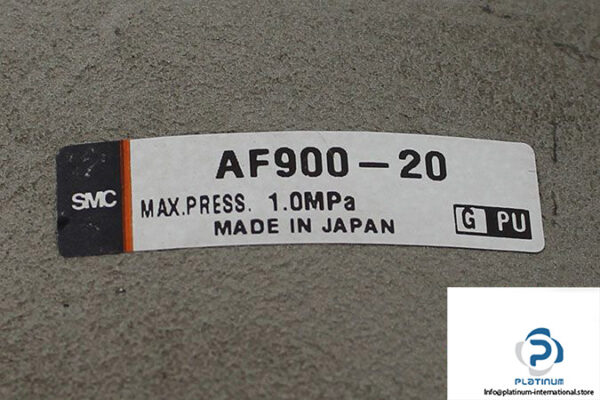 AF900-20
SMC
MAX.PRESS. 1.0MPa
MADE IN JAPAN
G PU
PLATINUM
Info@platinum-international.store